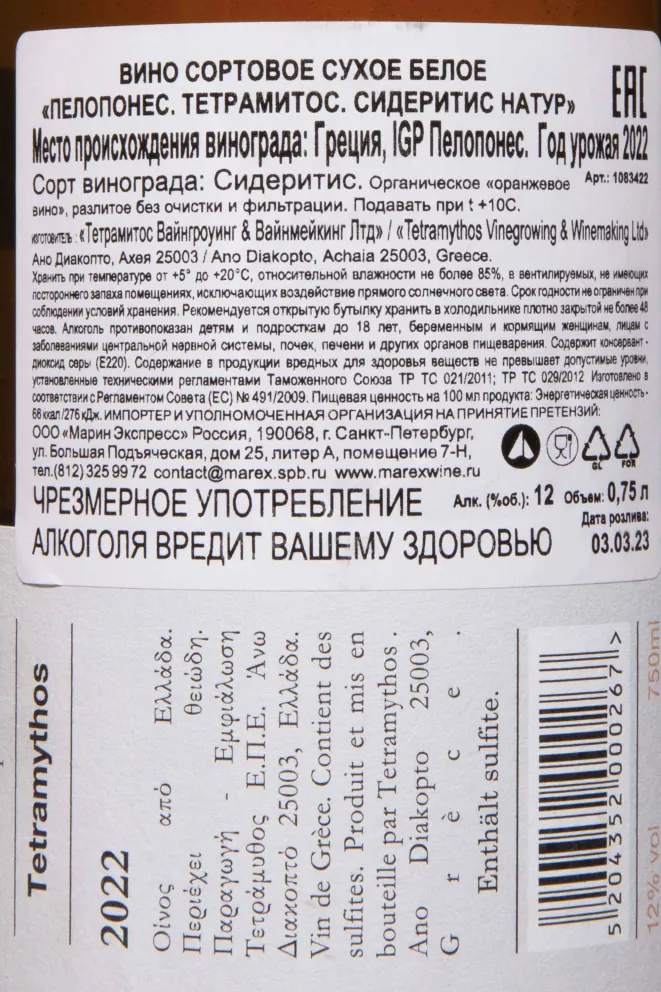 ВИНО СОРТОВОЕ СУХОЕ БЕЛОЕ
«ПЕЛОПОНЕС. ТЕТРАМИТОС. СИДЕРИТИС НАТУР»
EAC
Место происхождения винограда: Греция, IGP Пелопонес. Год урожая 2022
Сорт винограда: Сидеритис. Органическое «оранжевое
Арт.: 1083422
вино», разлитое без очистки и фильтрации. Подавать при t +10С.
изготовитель: «Тетрамитос Вайнгроуинг & Вайнмейкинг Лтд» / «Tetramythos Vinegrowing & Winemaking Ltd»
Ано Диакопто, Ахея 25003 / Ano Diakopto, Achaia 25003, Greece.
Хранить при температуре от +5° до +20°С, относительной влажности не более 85%, в вентилируемых, не имеющих
постороннего запаха помещениях, исключающих воздействие прямого солнечного света. Срок годности не ограничен при
соблюдении условий хранения. Рекомендуется открытую бутылку хранить в холодильнике плотно закрытой не более 48
часов. Алкоголь противопоказан детям и подросткам до 18 лет, беременным и кормящим женщинам, лицам с
заболеваниями центральной нервной системы, почек, печени и других органов пищеварения. Содержит консервант -
диоксид серы (Е220). Содержание в продукции вредных для здоровья веществ не превышает допустимые уровни,
установленные техническими регламентами Таможенного Союза ТР ТС 021/2011; ТР ТС 029/2012 Изготовлено в
соответствии с Регламентом Совета (ЕС) № 491/2009. Пищевая ценность на 100 мл продукта: Энергетическая ценность-
66 ккал/276 кДж. ИМПОРТЕР И УПОЛНОМОЧЕННАЯ ОРГАНИЗАЦИЯ НА ПРИНЯТИЕ ПРЕТЕНЗИЙ:
ООО «Марин Экспресс» Россия, 190068, г. Санкт-Петербург,
ул. Большая Подъяческая, дом 25, литер А, помещение 7-Н,
тел.(812) 325 99 72 contact@marex.spb.ru www.marexwine.ru
GL
FOR
ЧРЕЗМЕРНОЕ УПОТРЕБЛЕНИЕ
АЛКОГОЛЯ ВРЕДИТ ВАШЕМУ ЗДОРОВЬЮ
Алк. (%об.): 12 Объем: 0,75 л
Дата розлива:
03.03.23
Tetramythos
2022
Οίνος από Ελλάδα.
Περιέχει θειώδη.
Παραγωγή - Εμφιάλωση
Τετράμυθος Ε.Π.Ε. Άνω
Διακοπτό 25003, Ελλάδα.
Vin de Grèce. Contient des
sulfites. Produit et mis en
bouteille par Tetramythos.
Ano Diakopto 25003,
Grèce.
Enthält sulfite.
5 204352 000267 >
12% vol
750ml